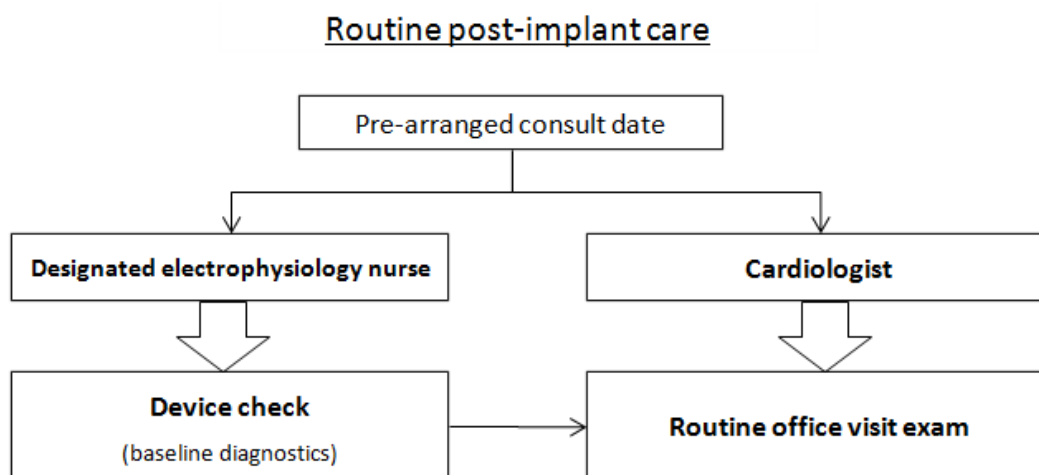 Routine post-implant care
Pre-arranged consult date
Designated electrophysiology nurse
Cardiologist
Device check
(baseline diagnostics)
Routine office visit exam